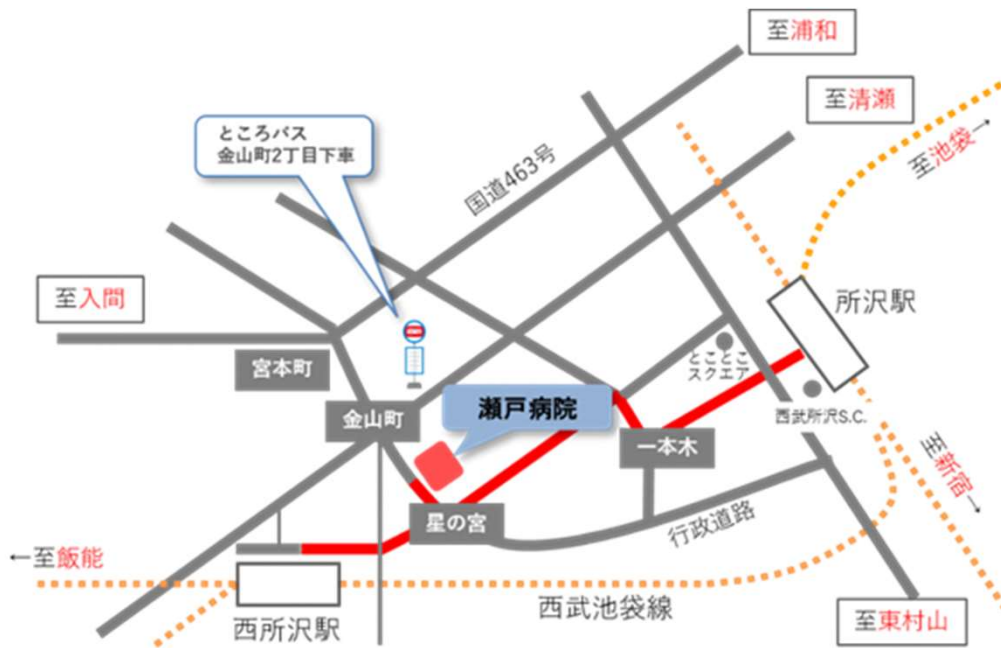 至浦和
至清瀬
ところバス
金山町2丁目下車
国道463号
至池袋→
至入間
所沢駅
宮本町
とことこ
スクエア
金山町
瀬戸病院
西武所沢S.C.
一本木
至新宿→
星の宮
行政道路
←至飯能
西武池袋線
西所沢駅
至東村山